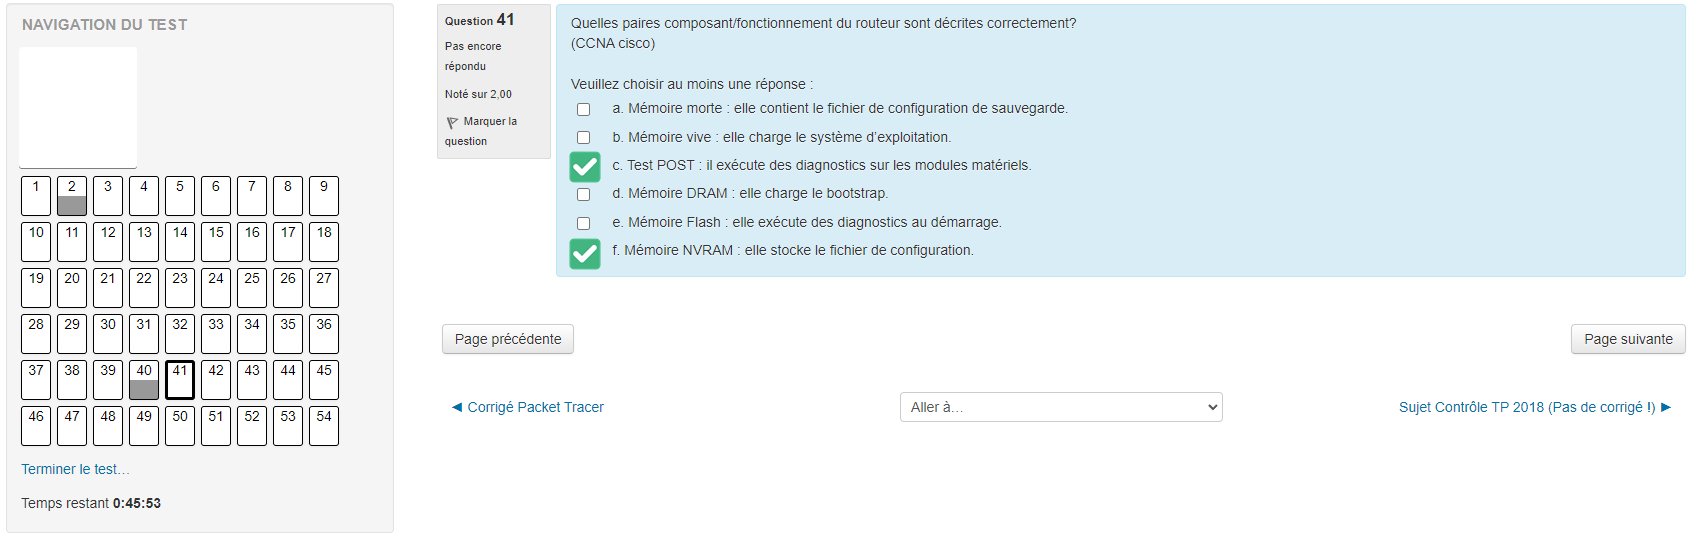 NAVIGATION DU TEST
1 2 3 4 5 6 7 8 9
10 11 12 13 14 15 16 17 18
19 20 21 22 23 24 25 26 27
28 29 30 31 32 33 34 35 36
37 38 39 40 41 42 43 44 45
46 47 48 49 50 51 52 53 54
Terminer le test…
Temps restant 0:45:53
Question 41
Pas encore
répondu
Noté sur 2,00
Marquer la
question
Quelles paires composant/fonctionnement du routeur sont décrites correctement?
(CCNA cisco)
Veuillez choisir au moins une réponse :
a. Mémoire morte : elle contient le fichier de configuration de sauvegarde.
b. Mémoire vive : elle charge le système d'exploitation.
c. Test POST : il exécute des diagnostics sur les modules matériels.
d. Mémoire DRAM : elle charge le bootstrap.
e. Mémoire Flash : elle exécute des diagnostics au démarrage.
f. Mémoire NVRAM : elle stocke le fichier de configuration.
Page précédente
Page suivante
◄ Corrigé Packet Tracer
Aller à…
Sujet Contrôle TP 2018 (Pas de corrigé !) ►